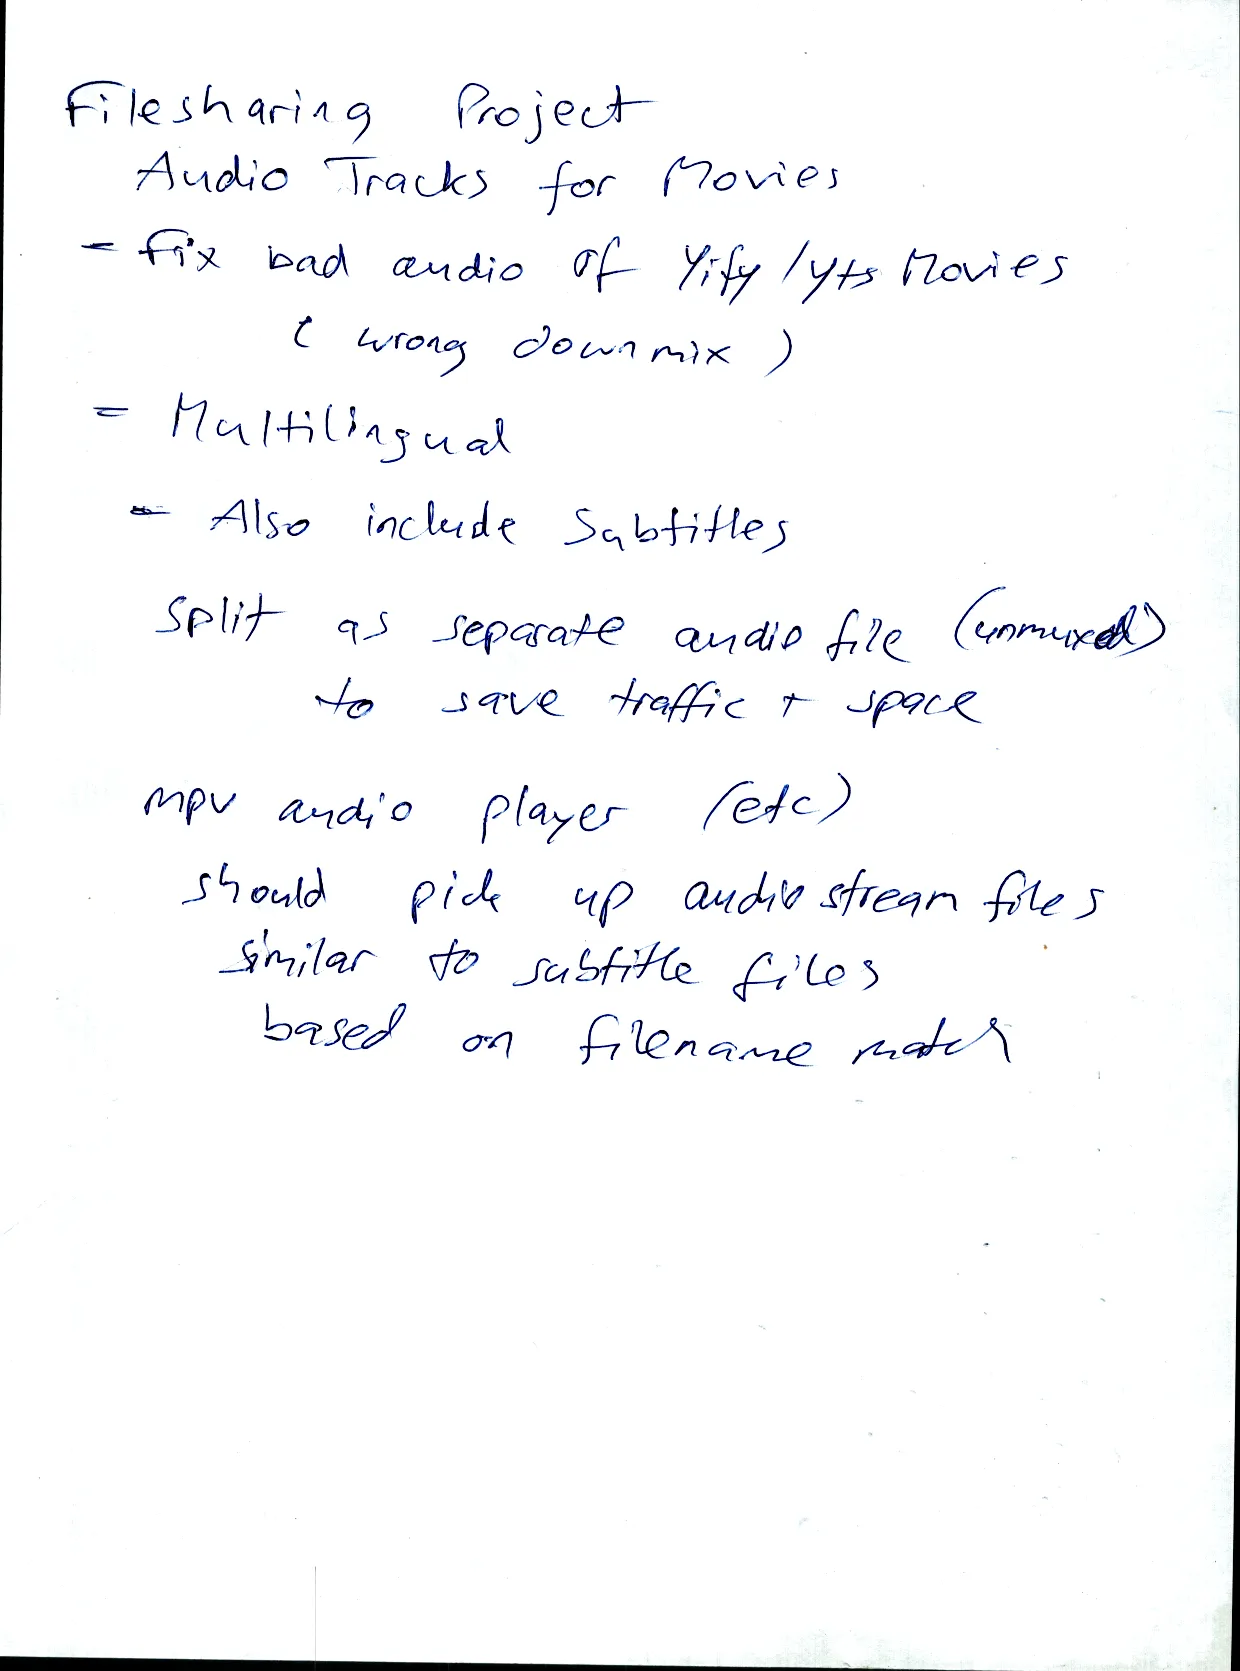 Filesharing Project
Audio Tracks for Movies
- fix bad audio of Yify/yts Movies
( wrong downmix )
- Multilingual
- Also include Subtitles
split as separate audio file (unmuxed)
to save traffic + space
mpv audio player (etc)
should pick up audio stream files
similar to subtitle files
based on filename match